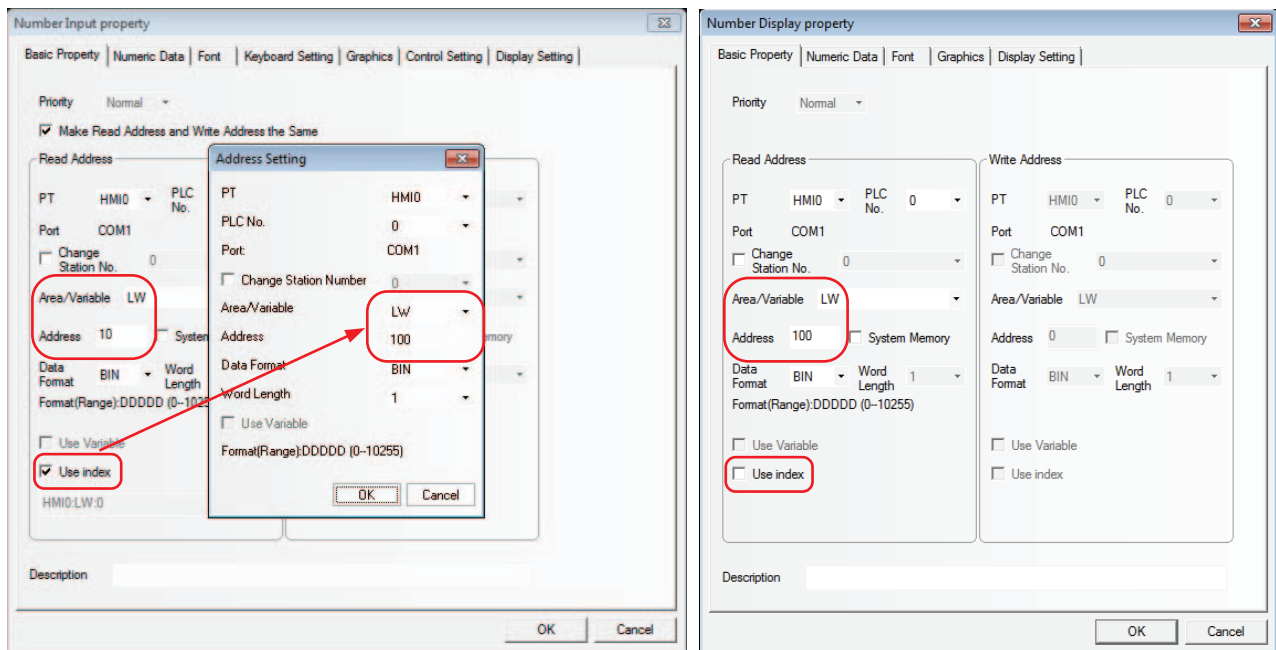 Number Input property
Basic Property Numeric Data Font Keyboard Setting Graphics Control Setting Display Setting
Priority Normal
Make Read Address and Write Address the Same
Read Address
PT HMI0 PLC No.
Port COM1
Change Station No. 0
Area/Variable LW
Address 10 System
Data Format BIN Word Length
Format(Range):DDDDD (0--1025
Use Variable
Use index
HMI0:LW:0
Description
OK Cancel
Address Setting
PT HMI0
PLC No. 0
Port: COM1
Change Station Number 0
Area/Variable LW
Address 100
Data Format BIN
Word Length 1
Use Variable
Format(Range):DDDDD (0--10255)
OK Cancel
emory
Number Display property
Basic Property Numeric Data Font Graphics Display Setting
Priority Normal
Read Address
PT HMI0 PLC No. 0
Port COM1
Change Station No. 0
Area/Variable LW
Address 100 System Memory
Data Format BIN Word Length 1
Format(Range):DDDDD (0--10255)
Use Variable
Use index
Write Address
PT HMI0 PLC No. 0
Port COM1
Change Station No. 0
Area/Variable LW
Address 0 System Memory
Data Format BIN Word Length 1
Use Variable
Use index
Description
OK Cancel